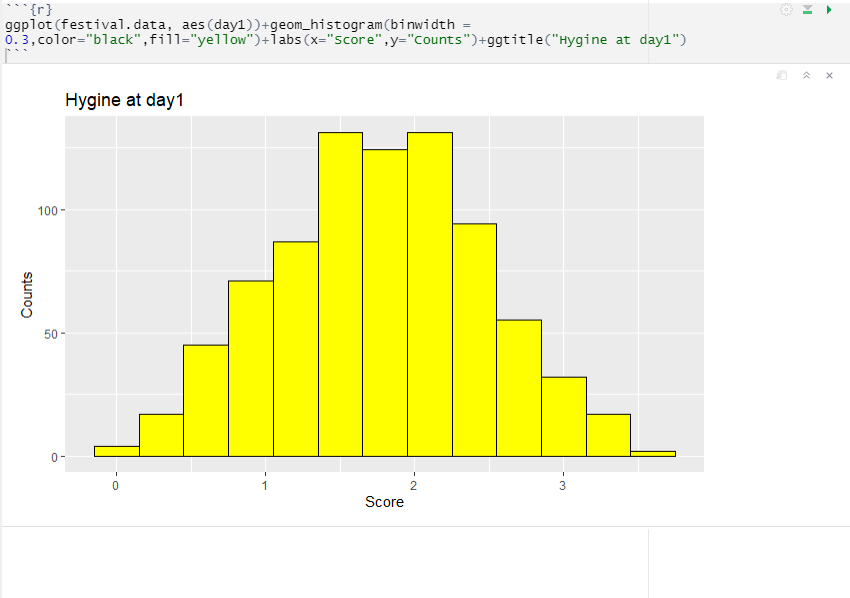 ```{r}
ggplot(festival.data, aes(day1))+geom_histogram(binwidth =
0.3,color="black",fill="yellow")+labs(x="Score",y="Counts")+ggtitle("Hygine at day1")
```
Hygine at day1
Counts
100
50
0
0 1 2 3
Score